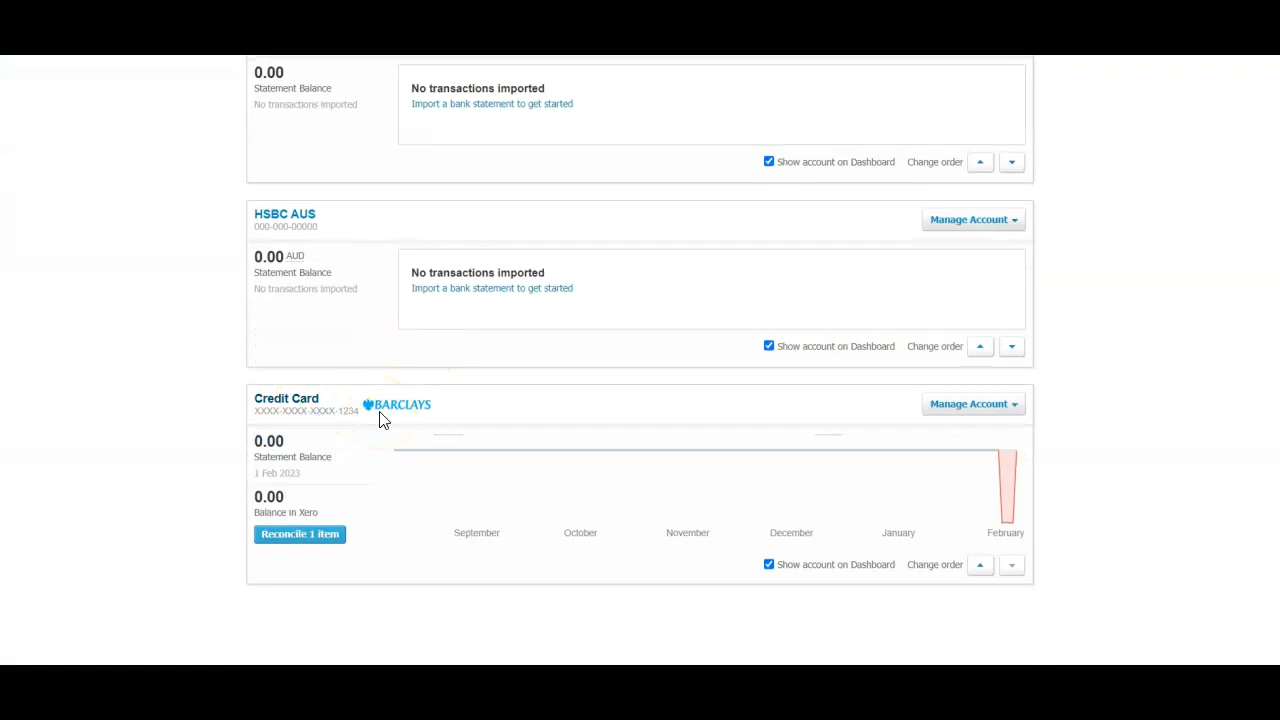 0.00
Statement Balance
No transactions imported
No transactions imported
Import a bank statement to get started
Show account on Dashboard Change order
HSBC AUS
000-000-00000
Manage Account
0.00 AUD
Statement Balance
No transactions imported
No transactions imported
Import a bank statement to get started
Show account on Dashboard Change order
Credit Card
XXXX-XXXX-XXXX-1234
BARCLAYS
Manage Account
0.00
Statement Balance
1 Feb 2023
0.00
Balance in Xero
Reconcile 1 item
September October November December January February
Show account on Dashboard Change order